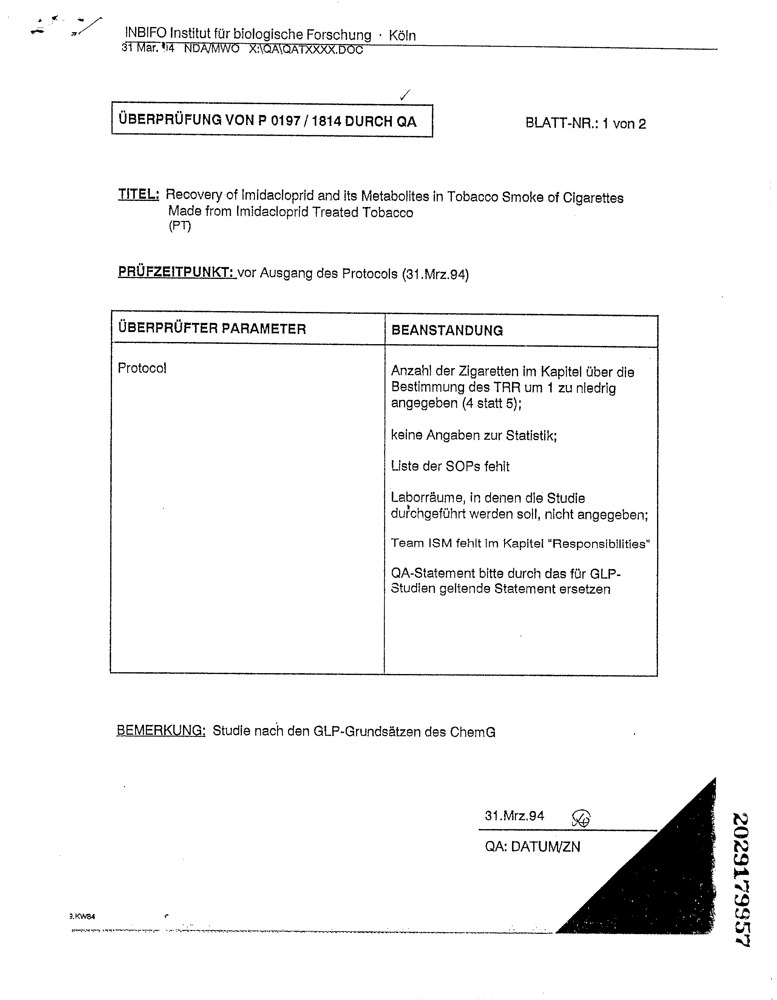 INBIFO Institut für biologische Forschung · Köln
31 Mar. '94 NDA/MWO X:\QA\QATXXXX.DOC
ÜBERPRÜFUNG VON P 0197 / 1814 DURCH QA
BLATT-NR.: 1 von 2
TITEL: Recovery of Imidacloprid and its Metabolites in Tobacco Smoke of Cigarettes
Made from Imidacloprid Treated Tobacco
(PT)
PRÜFZEITPUNKT: vor Ausgang des Protocols (31.Mrz.94)
ÜBERPRÜFTER PARAMETER
BEANSTANDUNG
Protocol
Anzahl der Zigaretten im Kapitel über die
Bestimmung des TRR um 1 zu niedrig
angegeben (4 statt 5);
keine Angaben zur Statistik;
Liste der SOPs fehlt
Laborräume, in denen die Studie
durchgeführt werden soll, nicht angegeben;
Team ISM fehlt im Kapitel "Responsibilities"
QA-Statement bitte durch das für GLP-
Studien geltende Statement ersetzen
BEMERKUNG: Studie nach den GLP-Grundsätzen des ChemG
31.Mrz.94
QA: DATUM/ZN
9.KW84
2029179957